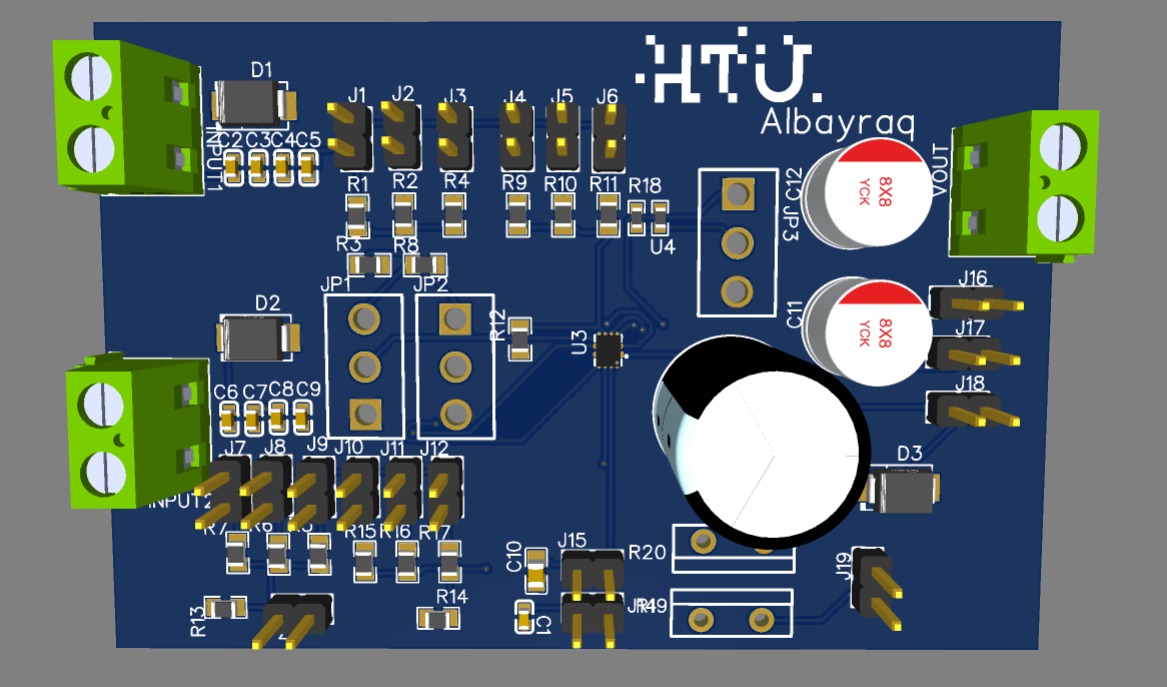 HTU.
Albayraq
D1
J1
J2
J3
J4
J5
J6
INPUT1
C2
C3
C4
C5
R1
R2
R4
R9
R10
R11
R18
U4
C12
JP3
8X8
YCK
VOUT
R3
R8
JP1
JP2
D2
R12
U3
C11
8X8
YCK
J16
J17
J18
C6
C7
C8
C9
J7
J8
J9
J10
J11
J12
INPUT2
D3
R7
R6
R15
R16
R17
C10
J15
R20
J19
R13
R14
C1